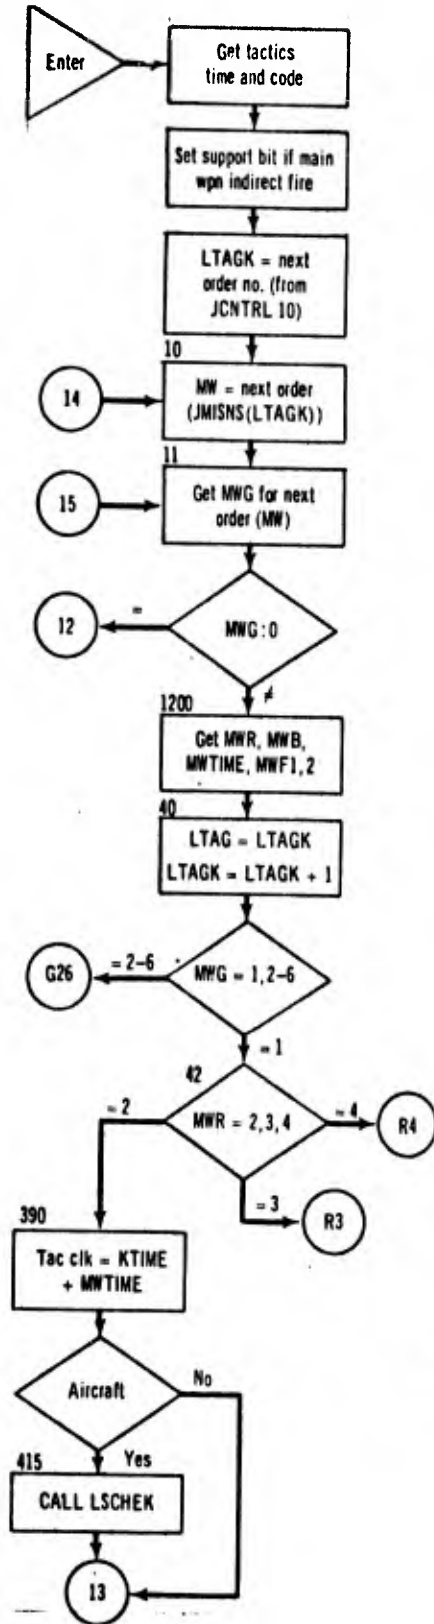 Enter
Get tactics
time and code
Set support bit if main
wpn indirect fire
LTAGK = next
order no. (from
JCNTRL 10)
10
14
MW = next order
(JMISNS(LTAGK))
11
15
Get MWG for next
order (MW)
=
12
MWG : 0
≠
1200
Get MWR, MWB,
MWTIME, MWF1, 2
40
LTAG = LTAGK
LTAGK = LTAGK + 1
G26
= 2-6
MWG = 1, 2-6
= 1
42
= 2
MWR = 2, 3, 4
= 4
R4
= 3
R3
390
Tac clk = KTIME
+ MWTIME
Aircraft
No
415
Yes
CALL LSCHEK
13